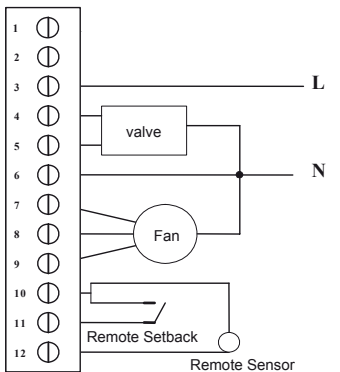 1
2
3 L
4
valve
5
6 N
7
8 Fan
9
10
11
Remote Setback
12
Remote Sensor